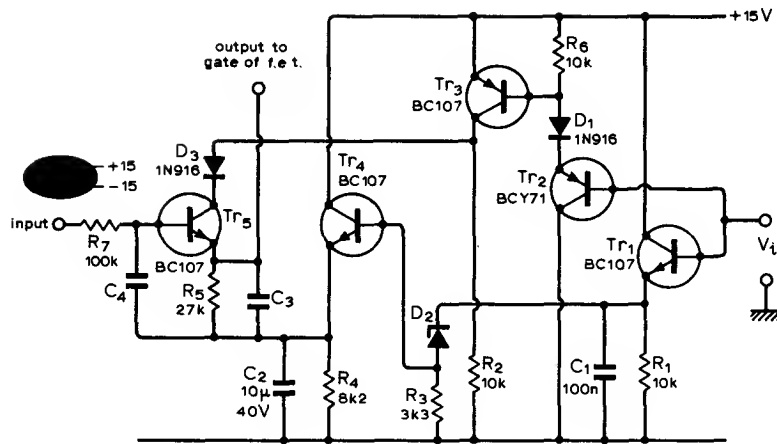 +15V
output to
gate of f.e.t.
R6
10k
Tr3
BC107
D1
1N916
D3
1N916
Tr4
BC107
+15
-15
Tr2
BCY71
input
Tr5
R7
100k
Vi
Tr1
BC107
BC107
C4
R5
27k
C3
D2
C2
10μ
40V
R4
8k2
R3
3k3
R2
10k
C1
100n
R1
10k